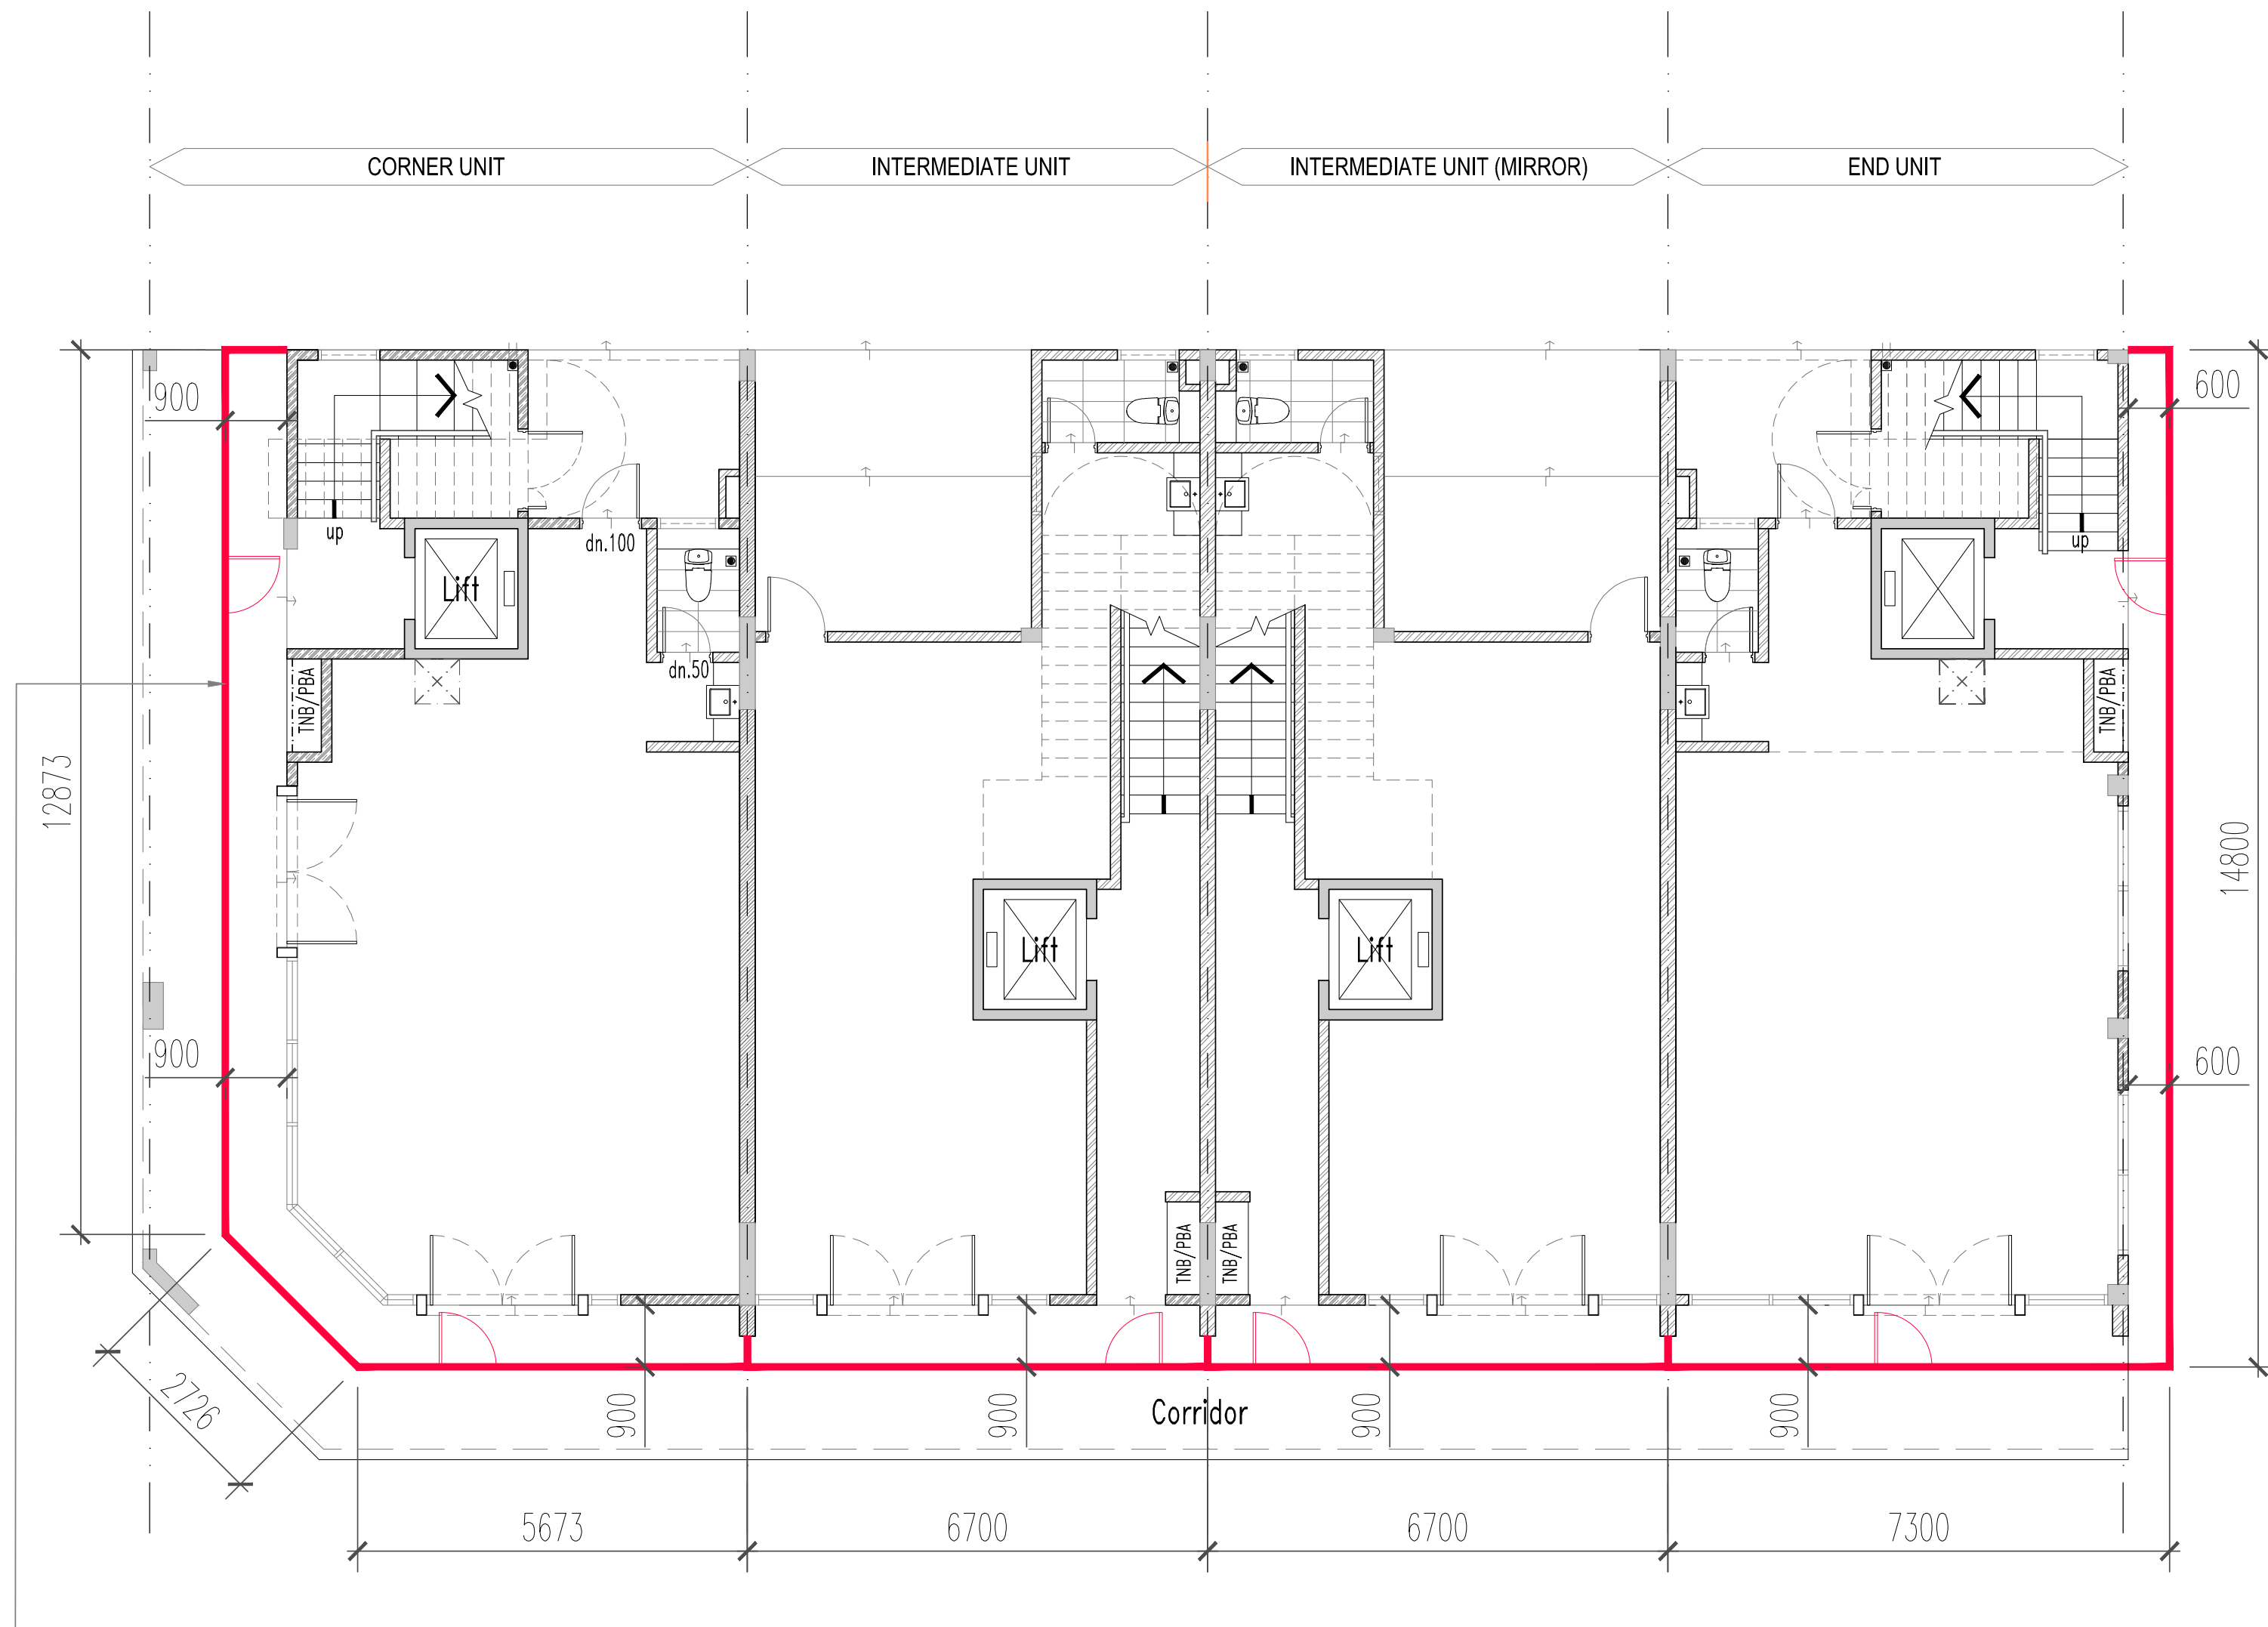 CORNER UNIT
INTERMEDIATE UNIT
INTERMEDIATE UNIT (MIRROR)
END UNIT
900
600
up
dn.100
up
Lift
dn.50
TNB/PBA
TNB/PBA
12873
14800
Lift
Lift
900
600
TNB/PBA
TNB/PBA
2726
900
900
Corridor
900
900
5673
6700
6700
7300